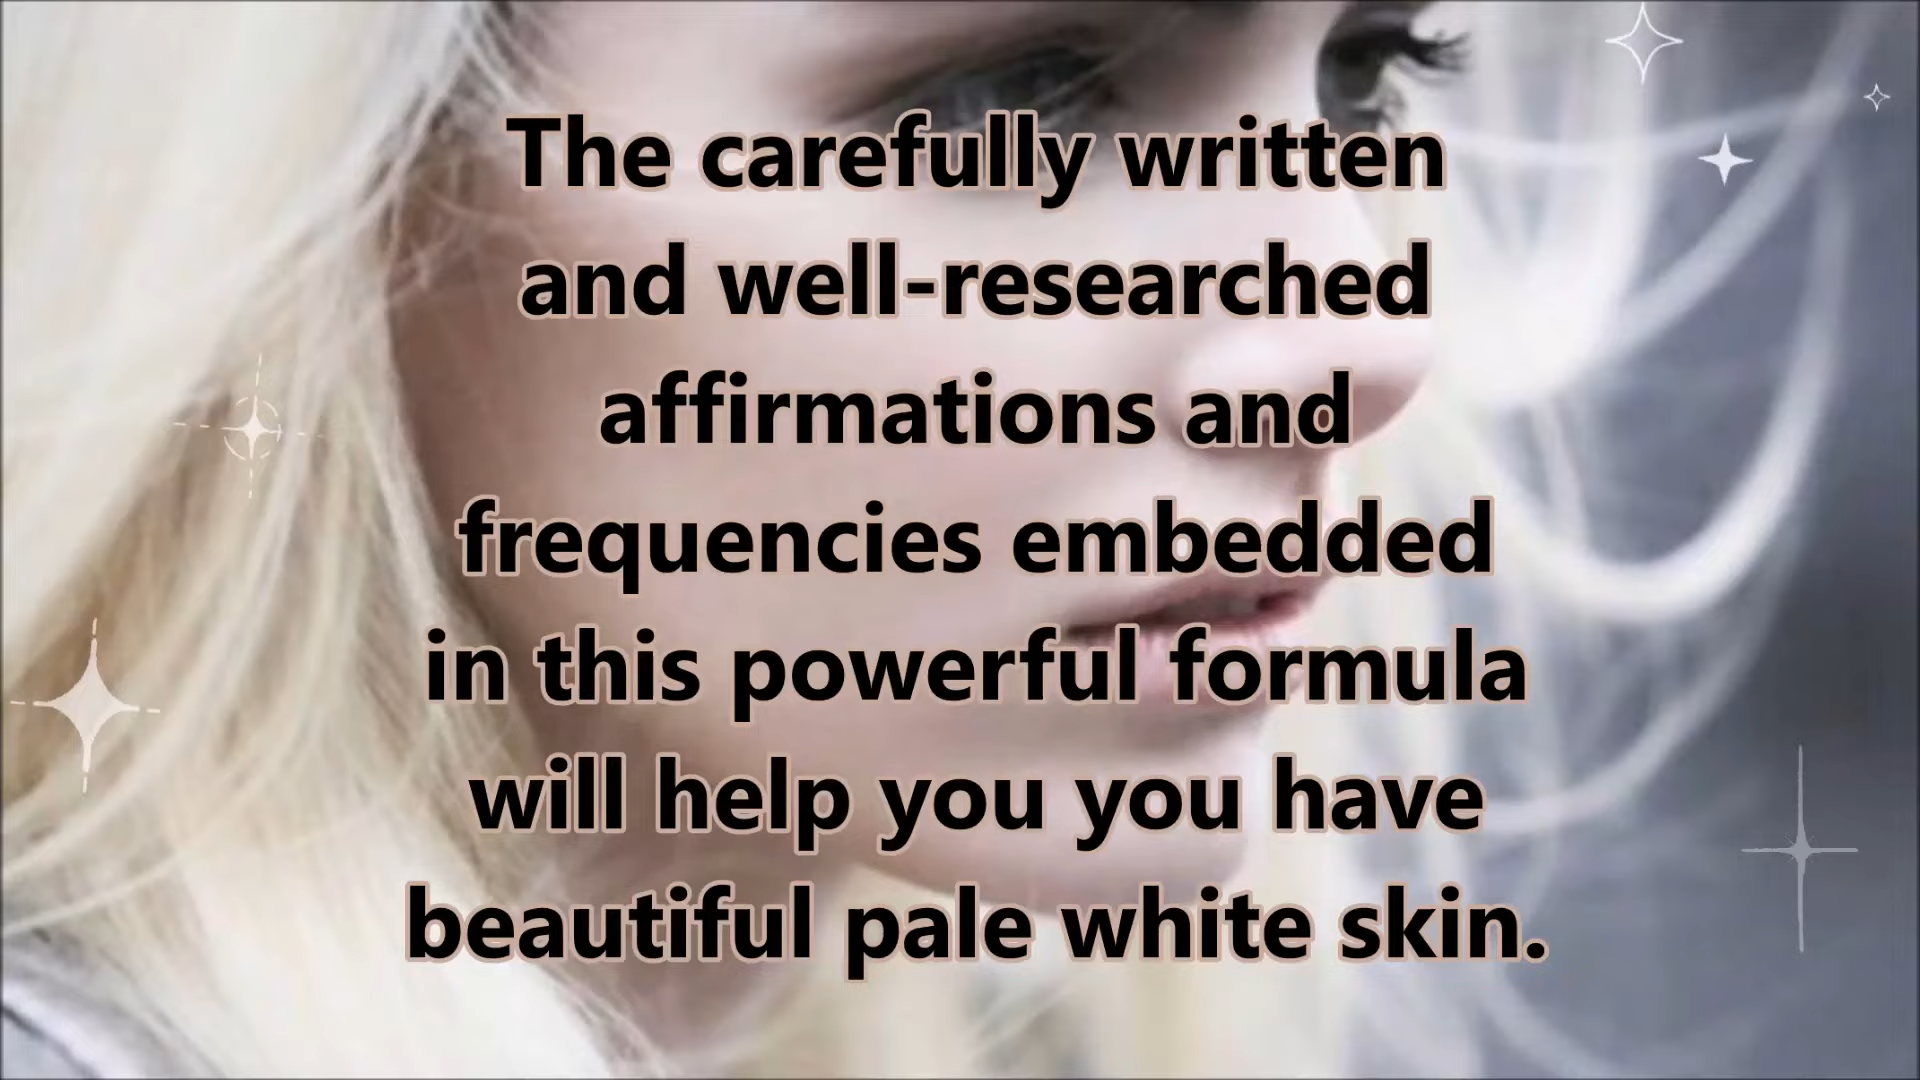 The carefully written
and well-researched
affirmations and
frequencies embedded
in this powerful formula
will help you you have
beautiful pale white skin.